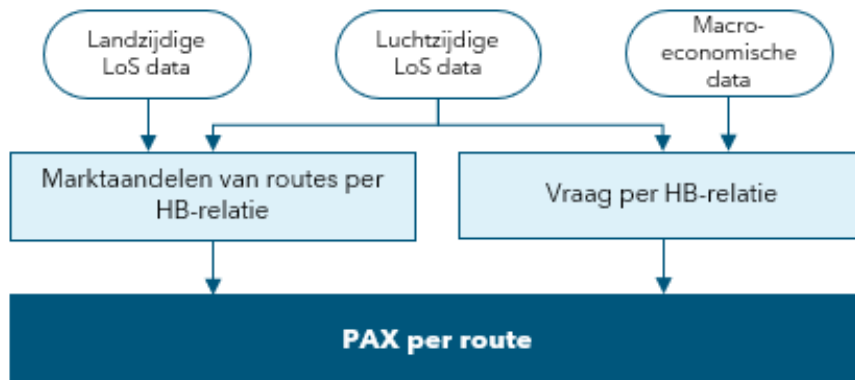 Landzijdige
LoS data
Luchtzijdige
LoS data
Macro-
economische
data
Marktaandelen van routes per
HB-relatie
Vraag per HB-relatie
PAX per route